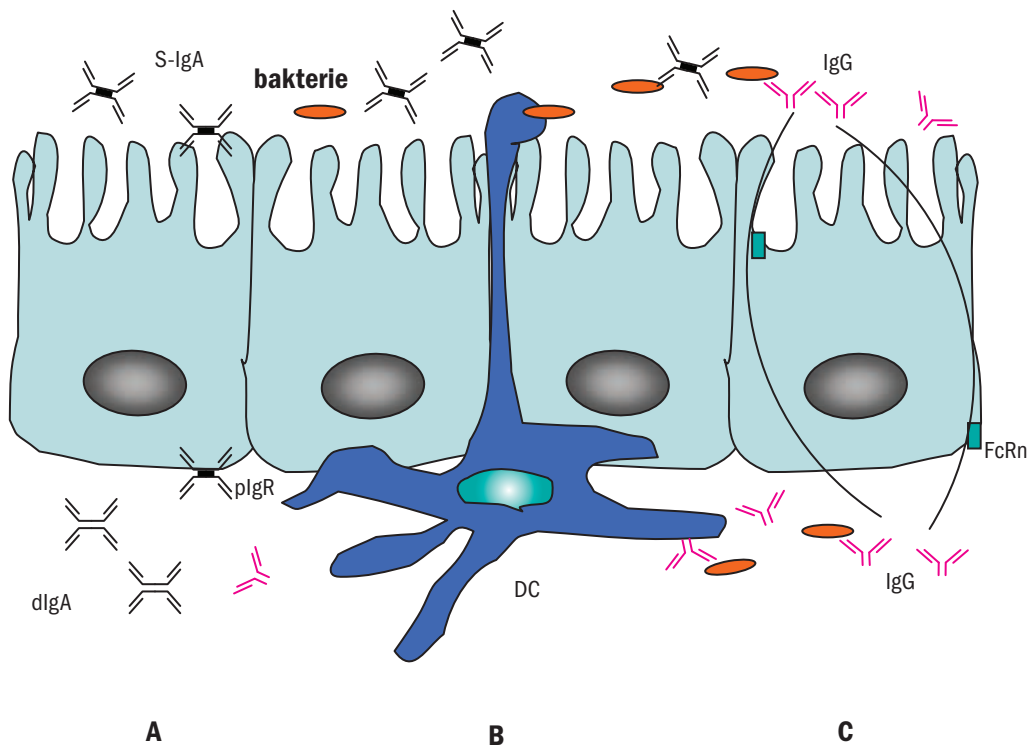 S-IgA
bakterie
IgG
pIgR
FcRn
dIgA
DC
IgG
A
B
C